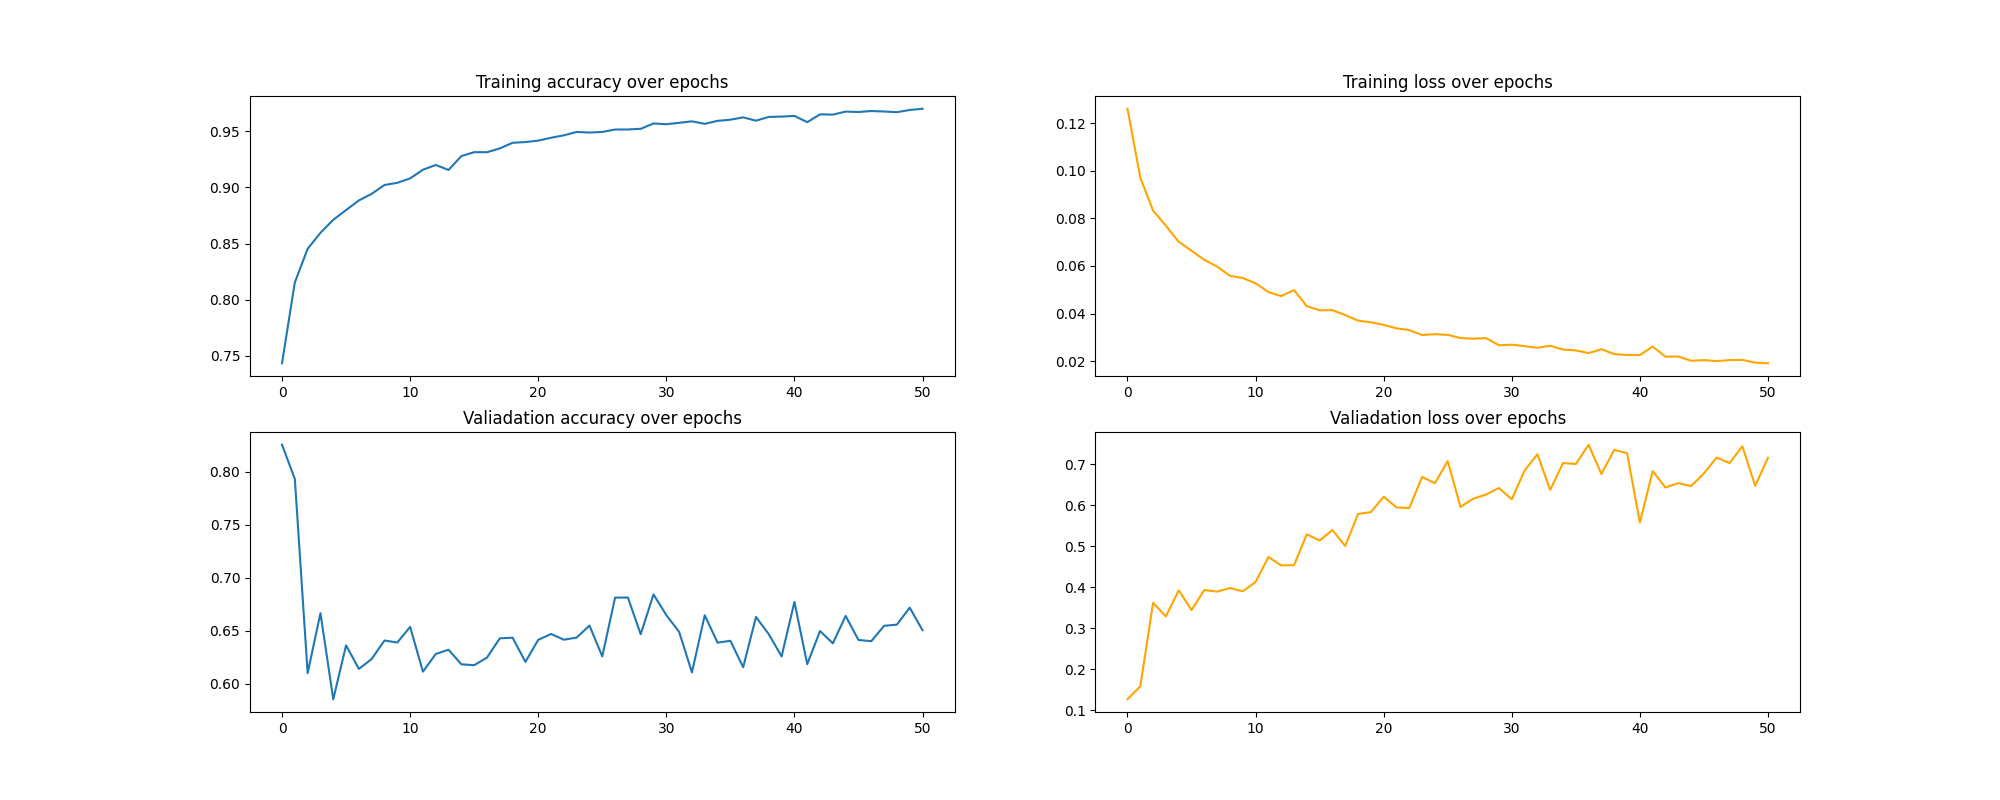 Training accuracy over epochs
0.95
0.90
0.85
0.80
0.75
0 10 20 30 40 50
Training loss over epochs
0.12
0.10
0.08
0.06
0.04
0.02
0 10 20 30 40 50
Valiadation accuracy over epochs
0.80
0.75
0.70
0.65
0.60
0 10 20 30 40 50
Valiadation loss over epochs
0.7
0.6
0.5
0.4
0.3
0.2
0.1
0 10 20 30 40 50